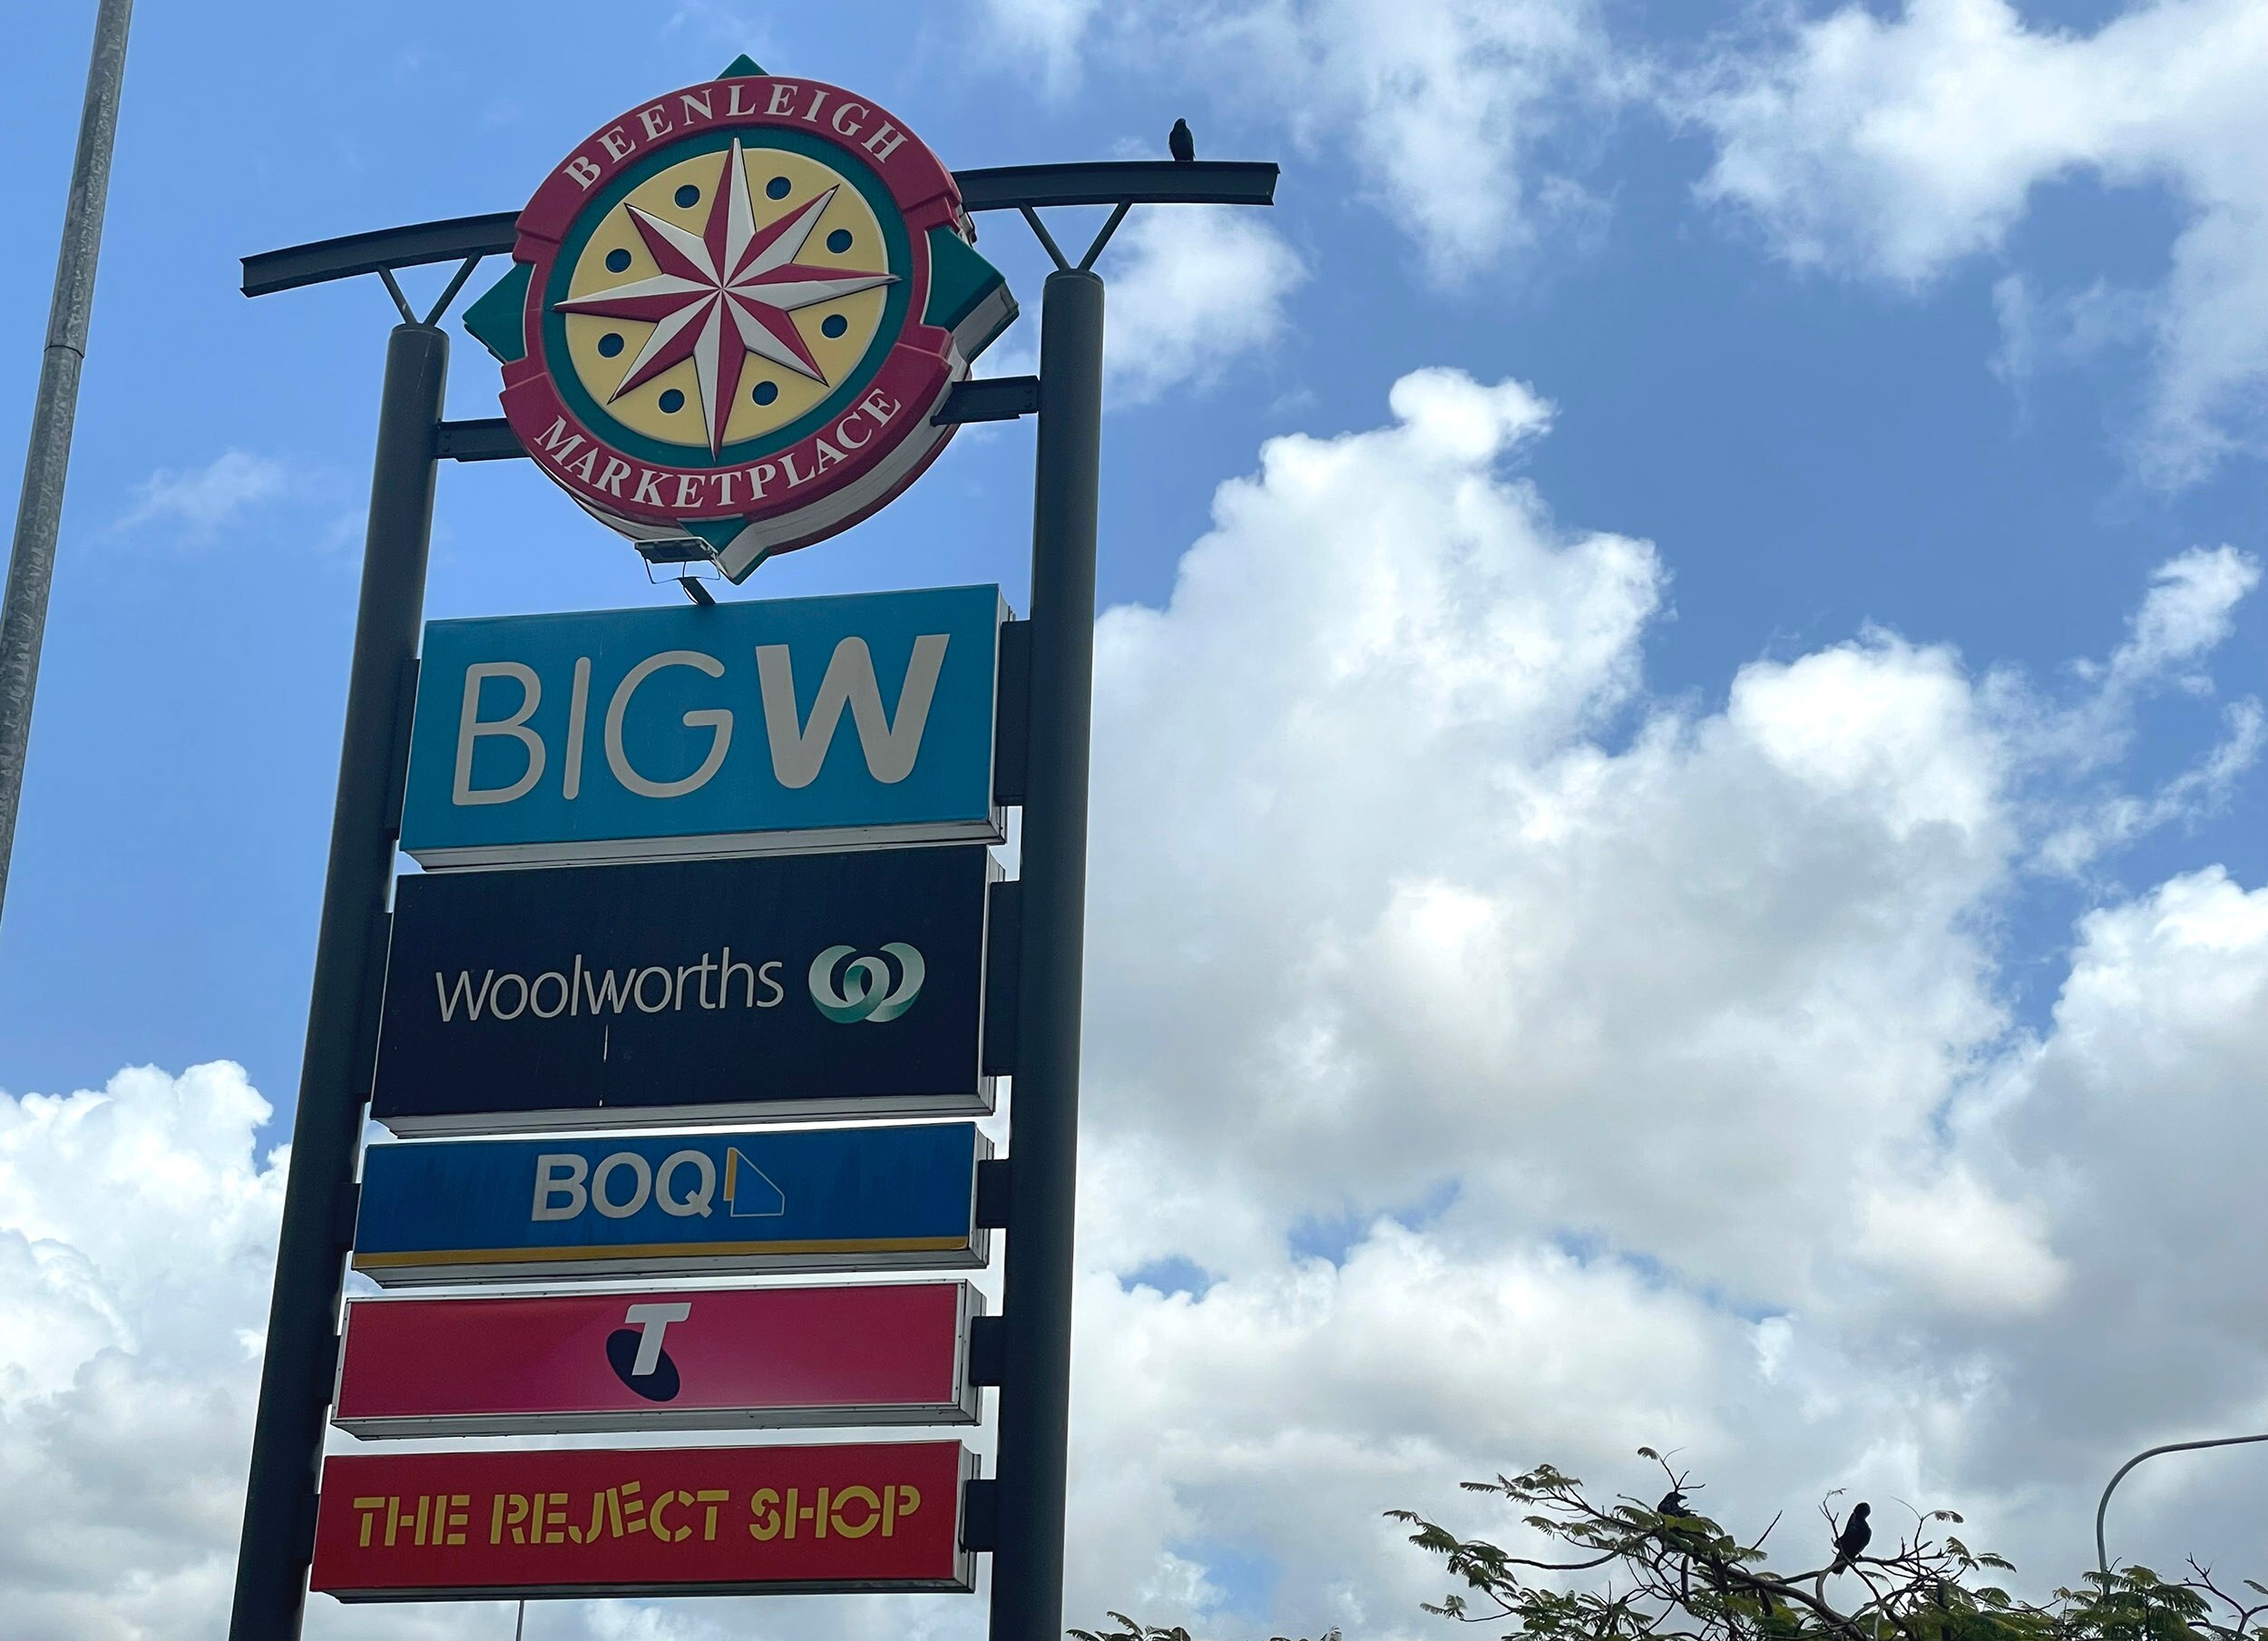 BEENLEIGH
MARKETPLACE
BIGW
Woolworths
BOQ
T
THE REJECT SHOP